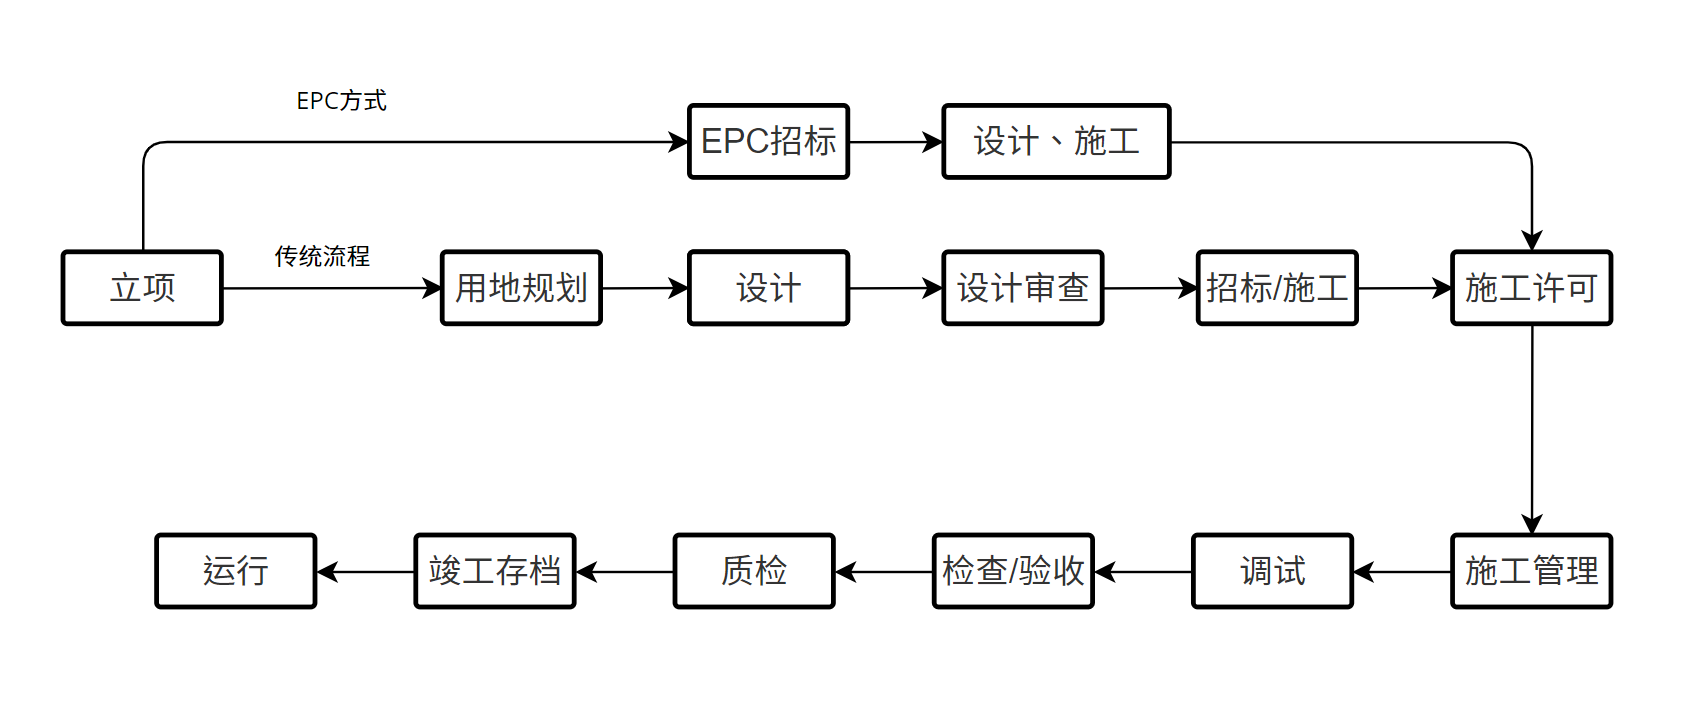 EPC方式
EPC招标
设计、施工
传统流程
立项
用地规划
设计
设计审查
招标/施工
施工许可
运行
竣工存档
质检
检查/验收
调试
施工管理